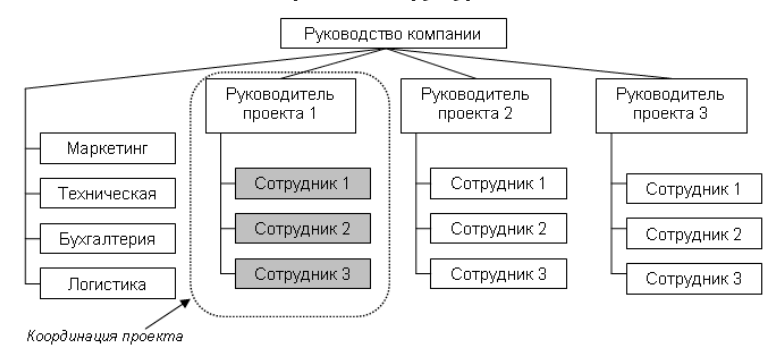 Руководство компании
Руководитель
проекта 1
Руководитель
проекта 2
Руководитель
проекта 3
Маркетинг
Техническая
Бухгалтерия
Логистика
Сотрудник 1
Сотрудник 2
Сотрудник 3
Сотрудник 1
Сотрудник 2
Сотрудник 3
Сотрудник 1
Сотрудник 2
Сотрудник 3
Координация проекта